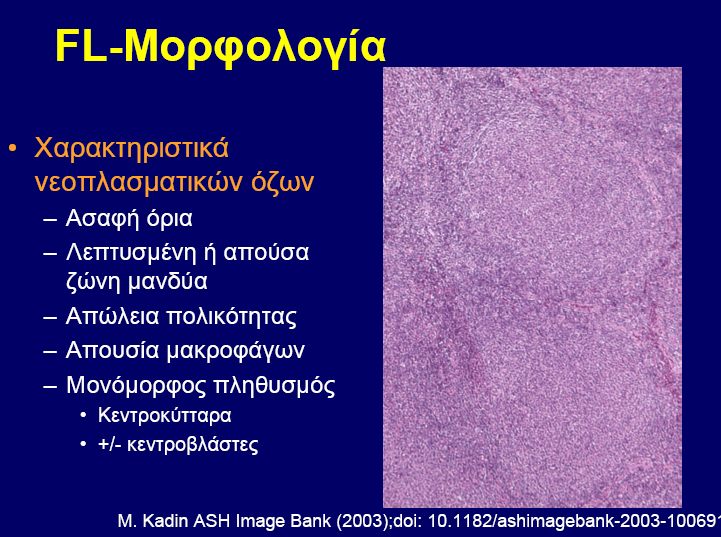 FL-Μορφολογία
• Χαρακτηριστικά
νεοπλασματικών όζων
– Ασαφή όρια
– Λεπτυσμένη ή απούσα
ζώνη μανδύα
– Απώλεια πολικότητας
– Απουσία μακροφάγων
– Μονόμορφος πληθυσμός
• Κεντροκύτταρα
• +/- κεντροβλάστες
M. Kadin ASH Image Bank (2003);doi: 10.1182/ashimagebank-2003-100691